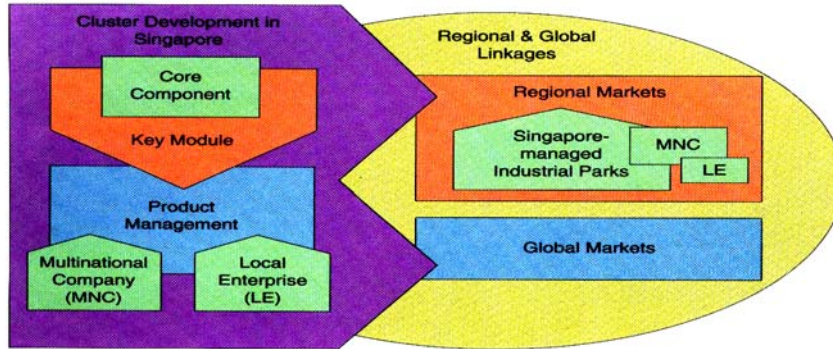 Cluster Development in
Singapore
Core
Component
Key Module
Product
Management
Multinational
Company
(MNC)
Local
Enterprise
(LE)
Regional & Global
Linkages
Regional Markets
Singapore-
managed
Industrial Parks
MNC
LE
Global Markets